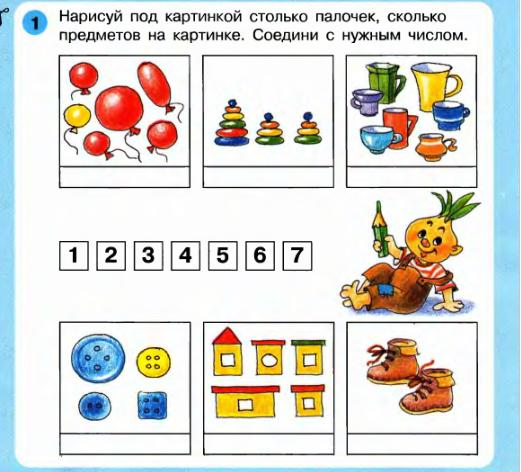 1 Нарисуй под картинкой столько палочек, сколько
предметов на картинке. Соедини с нужным числом.
1 2 3 4 5 6 7